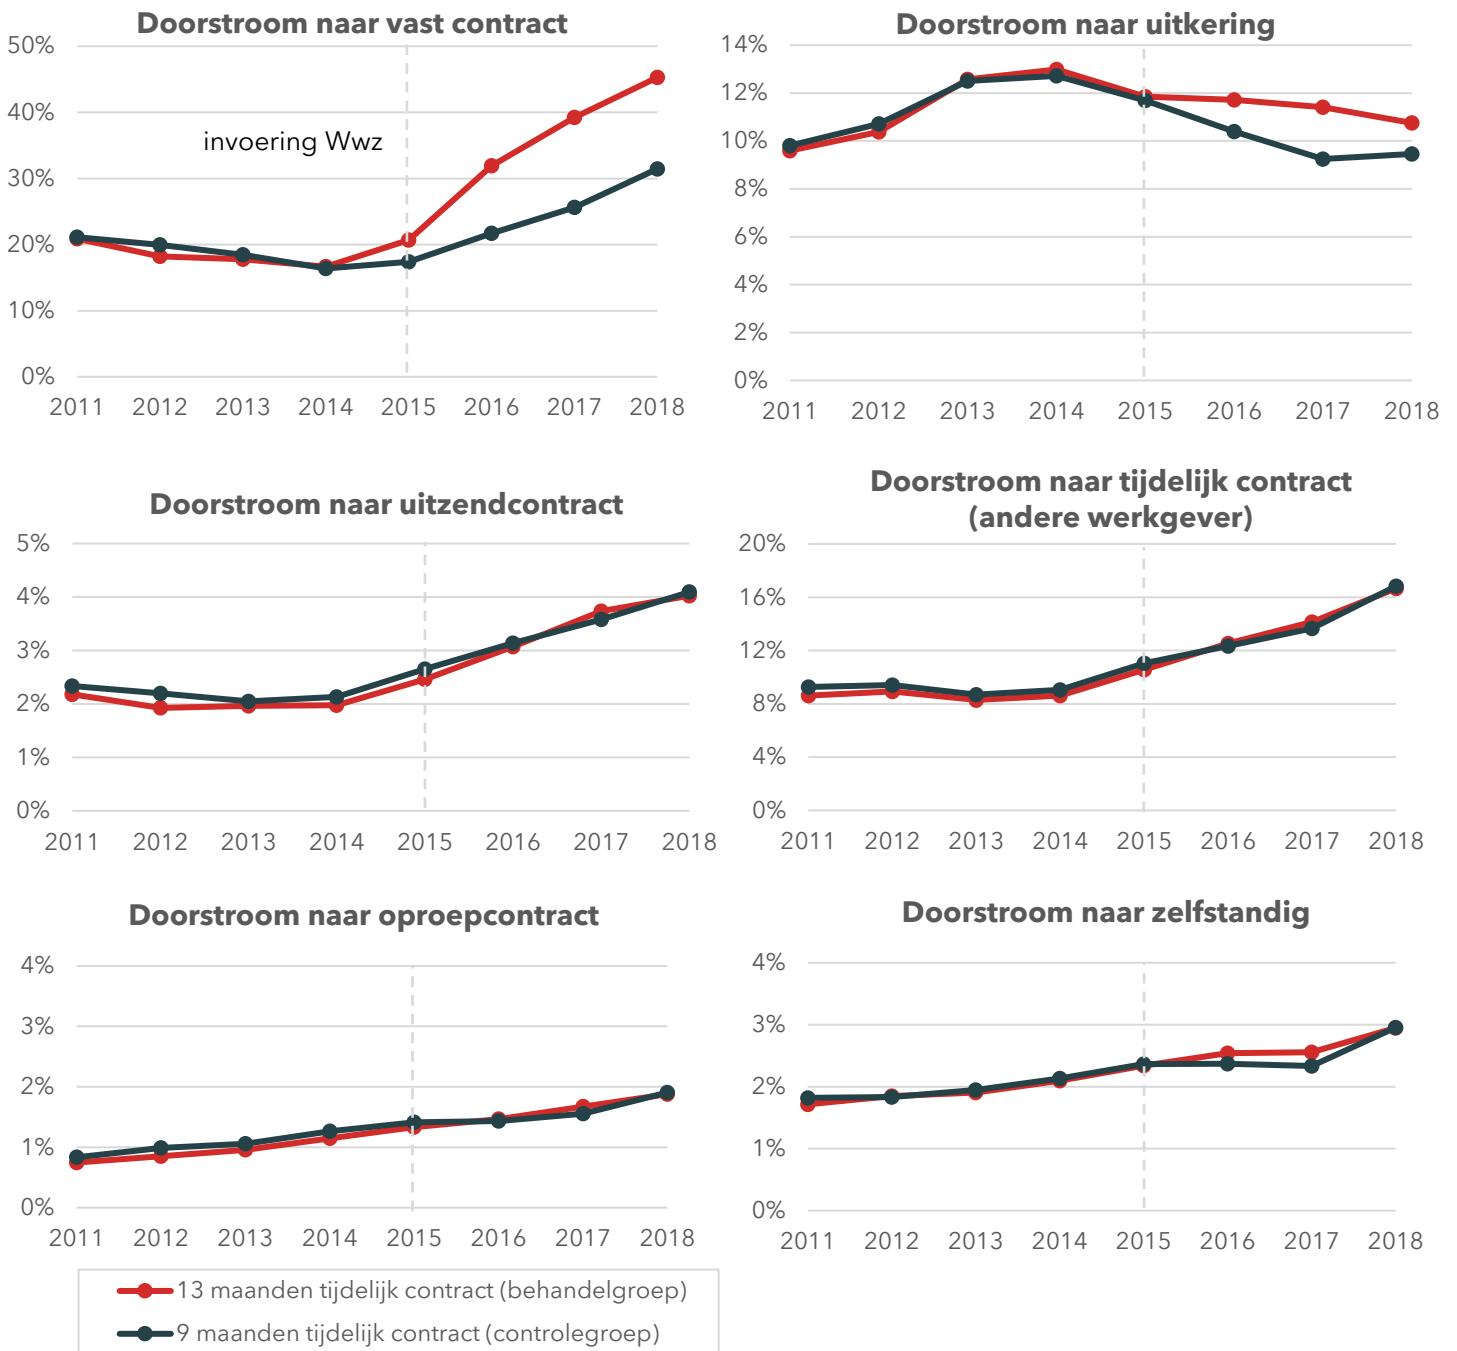 Doorstroom naar vast contract
50%
40%
30%
20%
10%
0%
invoering Wwz
2011 2012 2013 2014 2015 2016 2017 2018
Doorstroom naar uitkering
14%
12%
10%
8%
6%
4%
2%
0%
2011 2012 2013 2014 2015 2016 2017 2018
Doorstroom naar uitzendcontract
5%
4%
3%
2%
1%
0%
2011 2012 2013 2014 2015 2016 2017 2018
Doorstroom naar tijdelijk contract
(andere werkgever)
20%
16%
12%
8%
4%
0%
2011 2012 2013 2014 2015 2016 2017 2018
Doorstroom naar oproepcontract
4%
3%
2%
1%
0%
2011 2012 2013 2014 2015 2016 2017 2018
Doorstroom naar zelfstandig
4%
3%
2%
1%
0%
2011 2012 2013 2014 2015 2016 2017 2018
13 maanden tijdelijk contract (behandelgroep)
9 maanden tijdelijk contract (controlegroep)